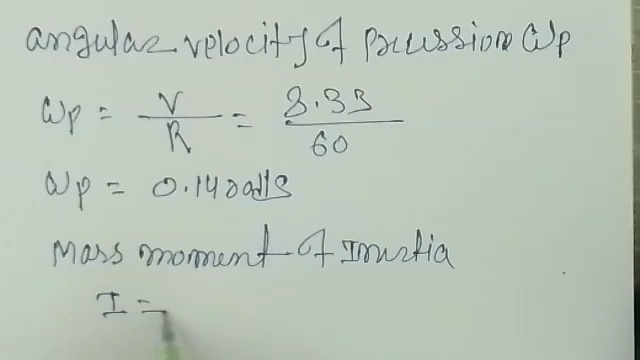 angular velocity of Precession ωp
ωp = V/R = 8.33/60
ωp = 0.14 rad/s
Mass moment of Inertia
I =